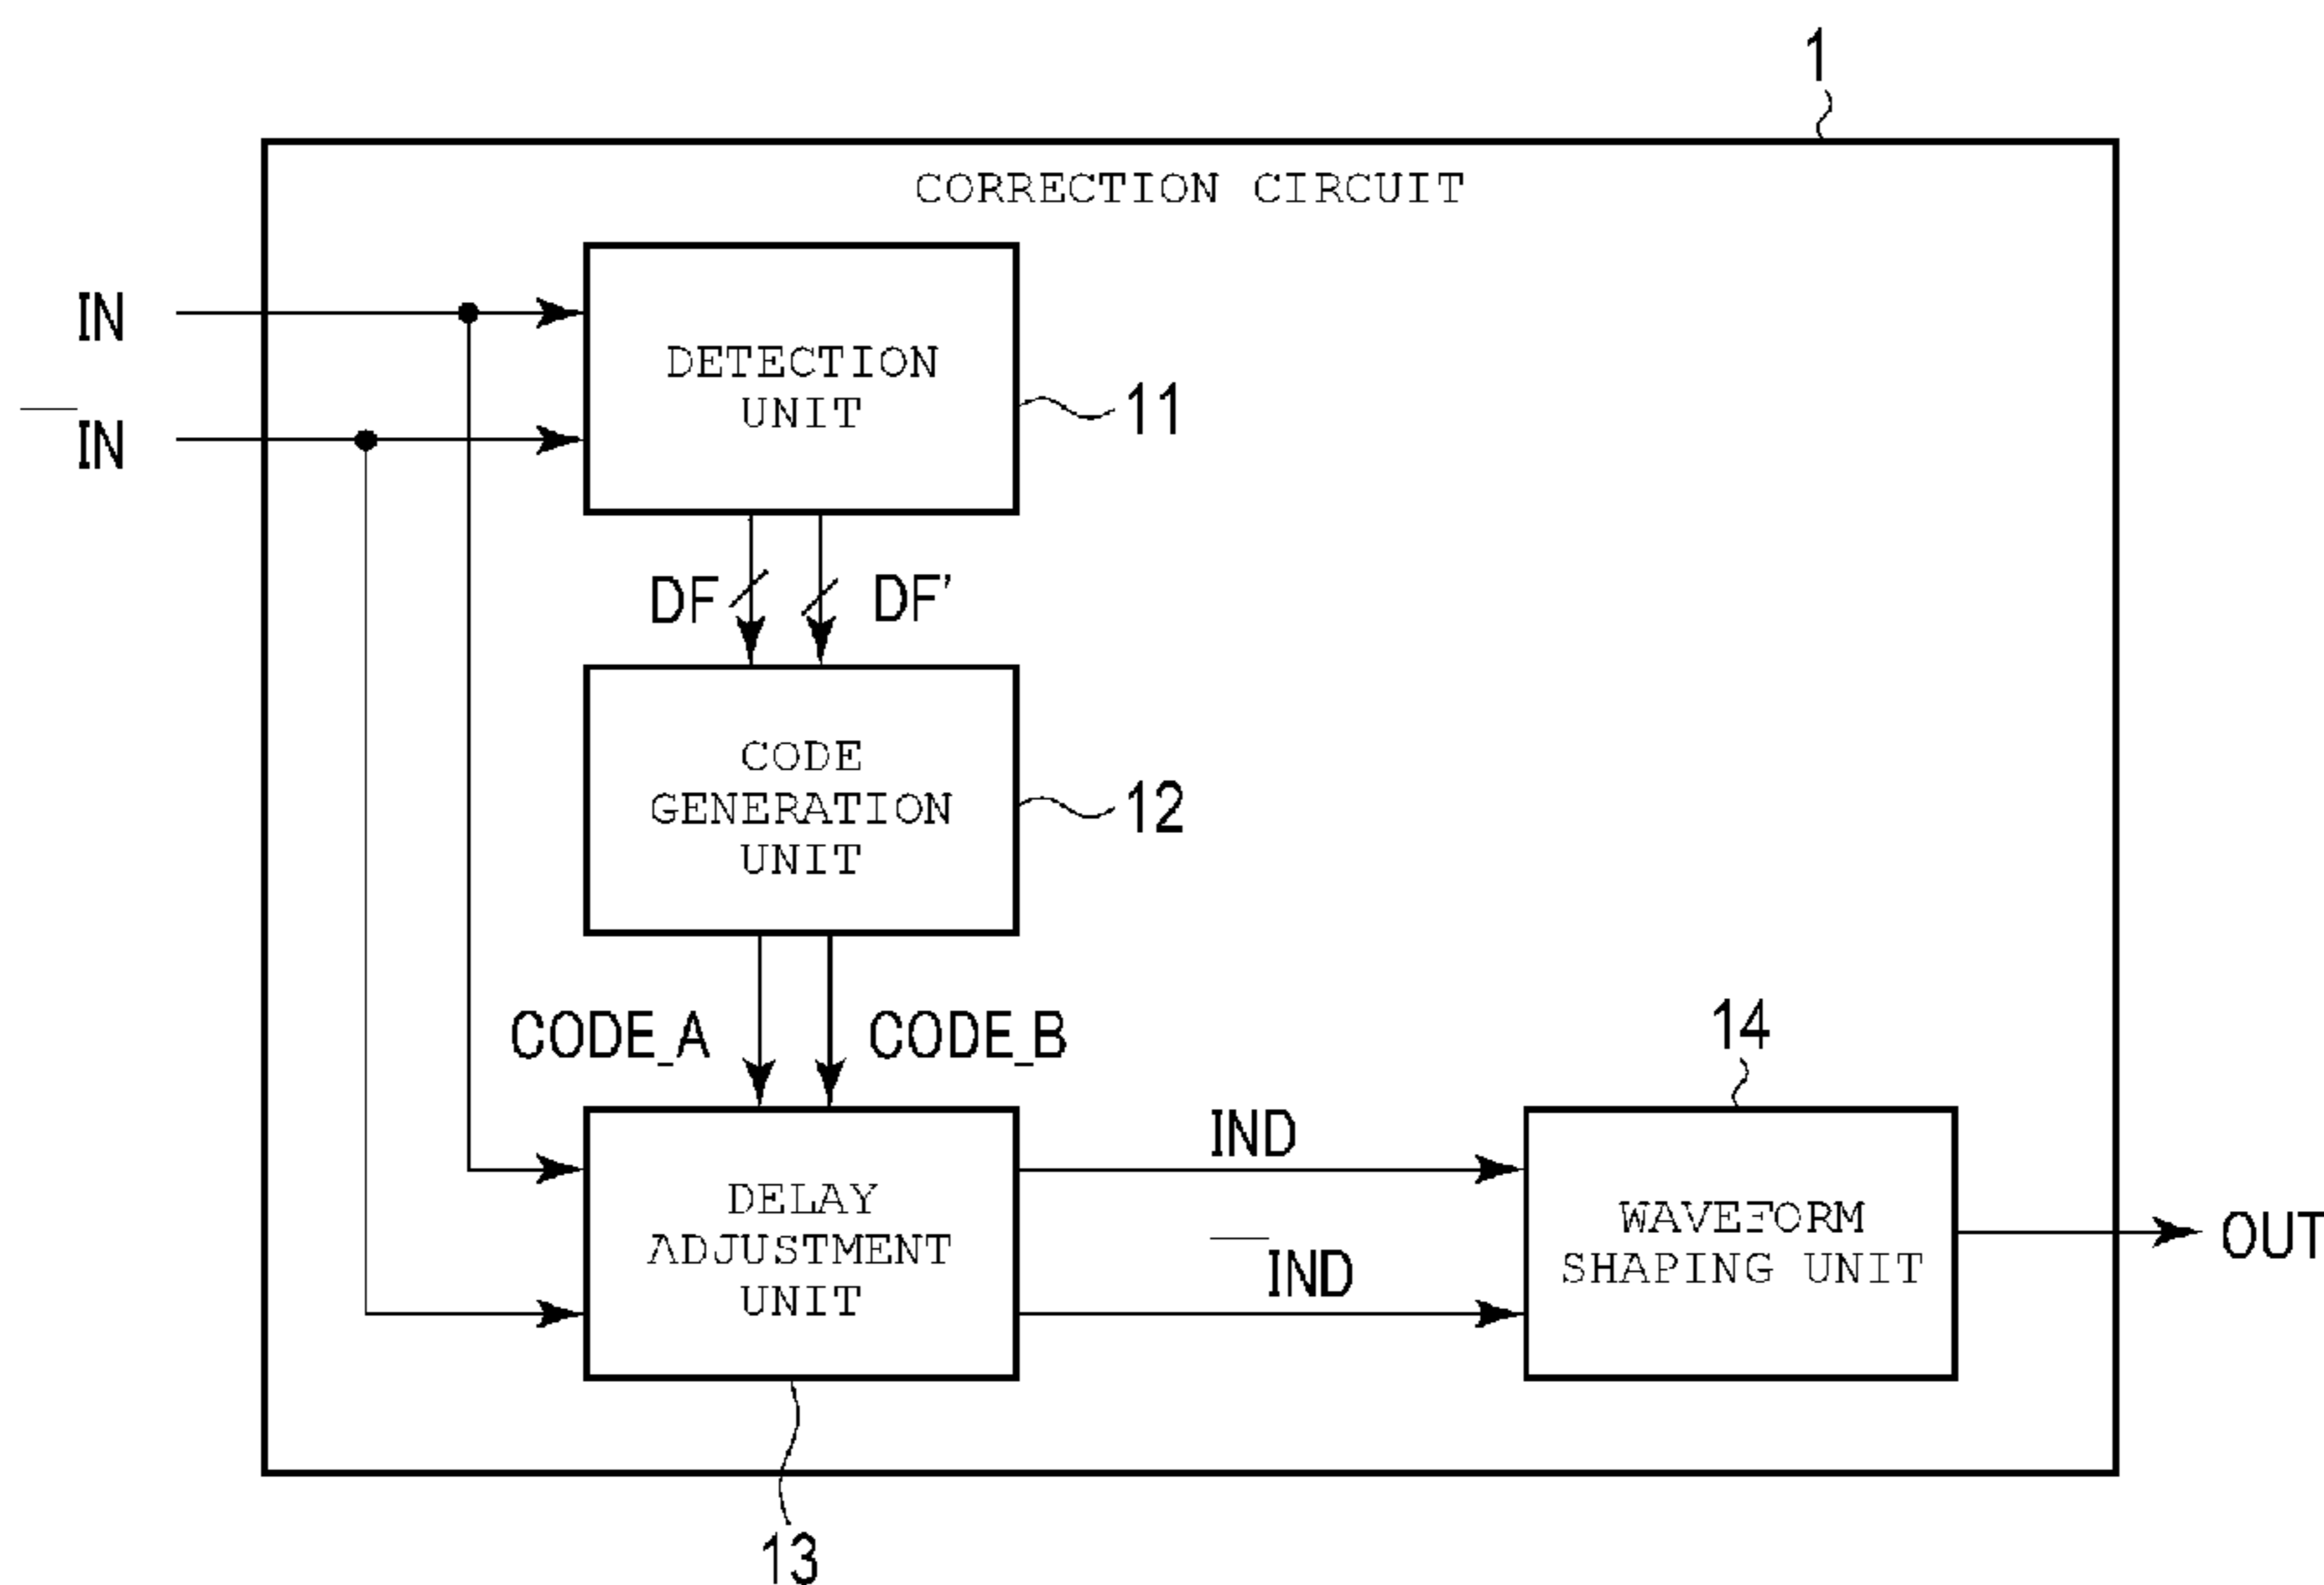 1
CORRECTION CIRCUIT
IN
DETECTION
UNIT
11
IN
DF
DF'
CODE
GENERATION
UNIT
12
CODE_A
CODE_B
14
IND
DELAY
ADJUSTMENT
UNIT
IND
WAVEFORM
SHAPING UNIT
OUT
13